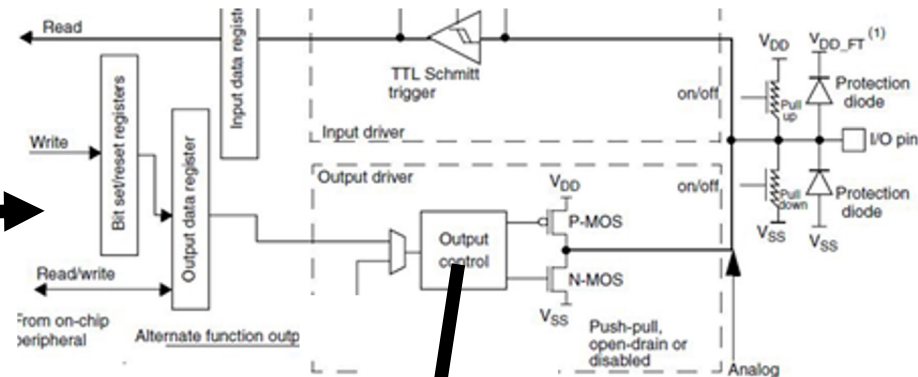 Read
Input data regist
TTL Schmitt
trigger
Input driver
on/off
VDD
VDD_FT (1)
Pull
up
Protection
diode
I/O pin
Write
Bit set/reset registers
Output data register
Read/write
From on-chip
peripheral
Alternate function outp
Output driver
Output
control
VDD
P-MOS
N-MOS
VSS
Push-pull,
open-drain or
disabled
on/off
Pull
down
VSS
Protection
diode
VSS
Analog